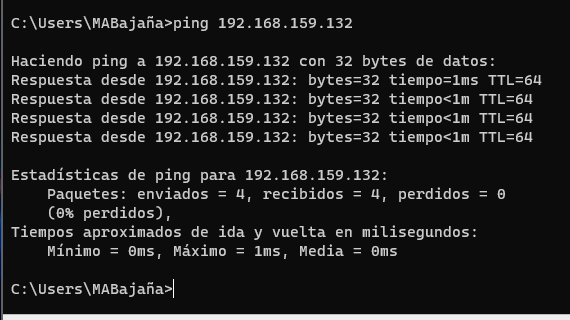 C:\Users\MABajaña>ping 192.168.159.132
Haciendo ping a 192.168.159.132 con 32 bytes de datos:
Respuesta desde 192.168.159.132: bytes=32 tiempo=1ms TTL=64
Respuesta desde 192.168.159.132: bytes=32 tiempo<1m TTL=64
Respuesta desde 192.168.159.132: bytes=32 tiempo<1m TTL=64
Respuesta desde 192.168.159.132: bytes=32 tiempo<1m TTL=64
Estadísticas de ping para 192.168.159.132:
    Paquetes: enviados = 4, recibidos = 4, perdidos = 0
    (0% perdidos),
Tiempos aproximados de ida y vuelta en milisegundos:
    Mínimo = 0ms, Máximo = 1ms, Media = 0ms
C:\Users\MABajaña>